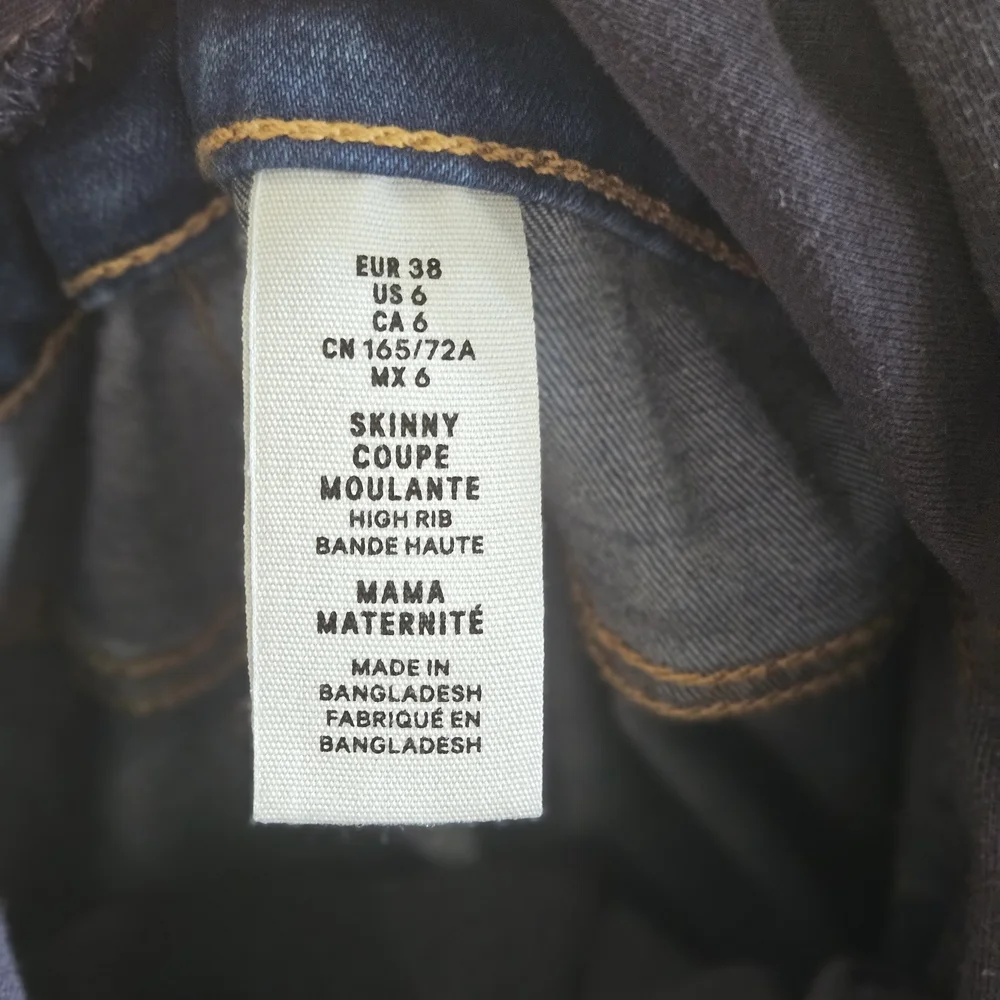 EUR 38
US 6
CA 6
CN 165/72A
MX 6
SKINNY
COUPE
MOULANTE
HIGH RIB
BANDE HAUTE
MAMA
MATERNITÉ
MADE IN
BANGLADESH
FABRIQUÉ EN
BANGLADESH